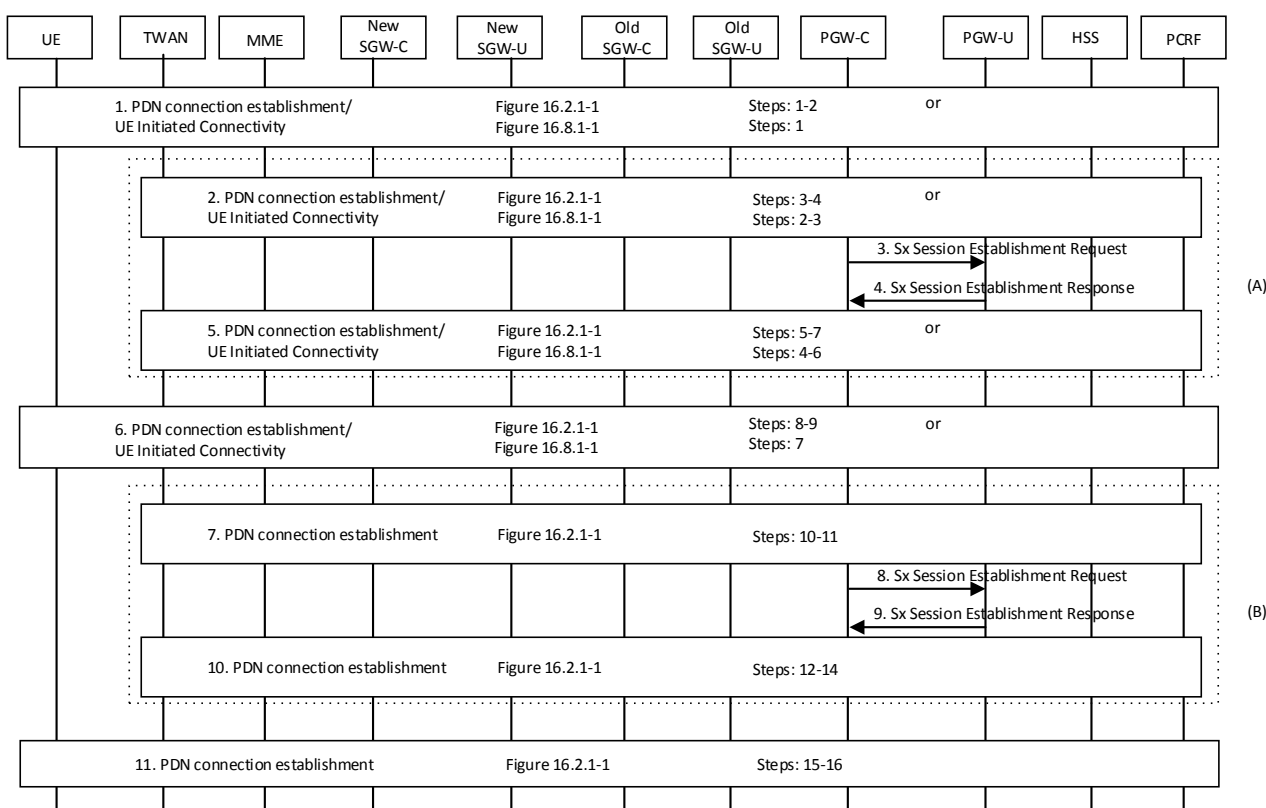 UE
TWAN
MME
New
SGW-C
New
SGW-U
Old
SGW-C
Old
SGW-U
PGW-C
PGW-U
HSS
PCRF
1. PDN connection establishment/ Figure 16.2.1-1 Steps: 1-2 or
UE Initiated Connectivity Figure 16.8.1-1 Steps: 1
2. PDN connection establishment/ Figure 16.2.1-1 Steps: 3-4 or
UE Initiated Connectivity Figure 16.8.1-1 Steps: 2-3
3. Sx Session Establishment Request
4. Sx Session Establishment Response
(A)
5. PDN connection establishment/ Figure 16.2.1-1 Steps: 5-7 or
UE Initiated Connectivity Figure 16.8.1-1 Steps: 4-6
6. PDN connection establishment/ Figure 16.2.1-1 Steps: 8-9 or
UE Initiated Connectivity Figure 16.8.1-1 Steps: 7
7. PDN connection establishment Figure 16.2.1-1 Steps: 10-11
8. Sx Session Establishment Request
9. Sx Session Establishment Response
(B)
10. PDN connection establishment Figure 16.2.1-1 Steps: 12-14
11. PDN connection establishment Figure 16.2.1-1 Steps: 15-16